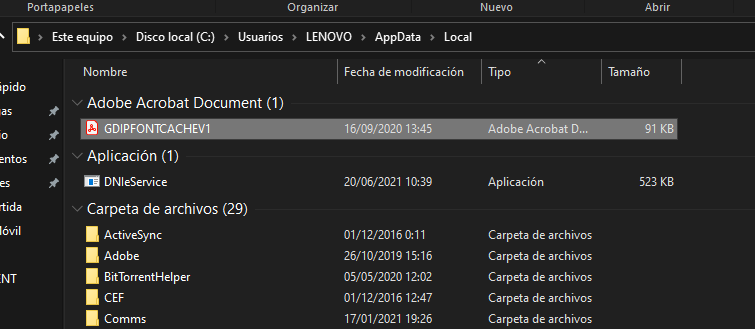 Portapapeles Organizar Nuevo Abrir
Este equipo Disco local (C:) Usuarios LENOVO AppData Local
Nombre Fecha de modificación Tipo Tamaño
ápido
Adobe Acrobat Document (1)
gas
GDIPFONTCACHEV1 16/09/2020 13:45 Adobe Acrobat D... 91 KB
io
entos
Aplicación (1)
es
DNIeService 20/06/2021 10:39 Aplicación 523 KB
rtida
Carpeta de archivos (29)
Móvil
ActiveSync 01/12/2016 0:11 Carpeta de archivos
Adobe 26/10/2019 15:16 Carpeta de archivos
BitTorrentHelper 05/05/2020 12:02 Carpeta de archivos
ENT
CEF 01/12/2016 12:47 Carpeta de archivos
Comms 17/01/2021 19:26 Carpeta de archivos